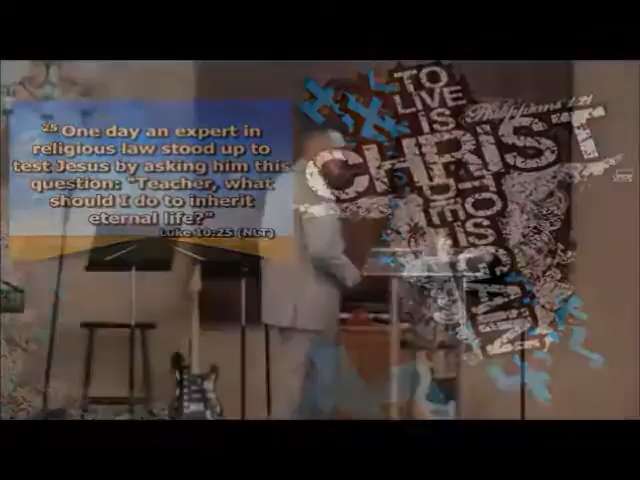 25 One day an expert in
religious law stood up to
test Jesus by asking him this
question: "Teacher, what
should I do to inherit
eternal life?"
Luke 10:25 (NLT)
TO
LIVE
IS
Philippians 1:21
CHRIST
TO
IS
GAIN